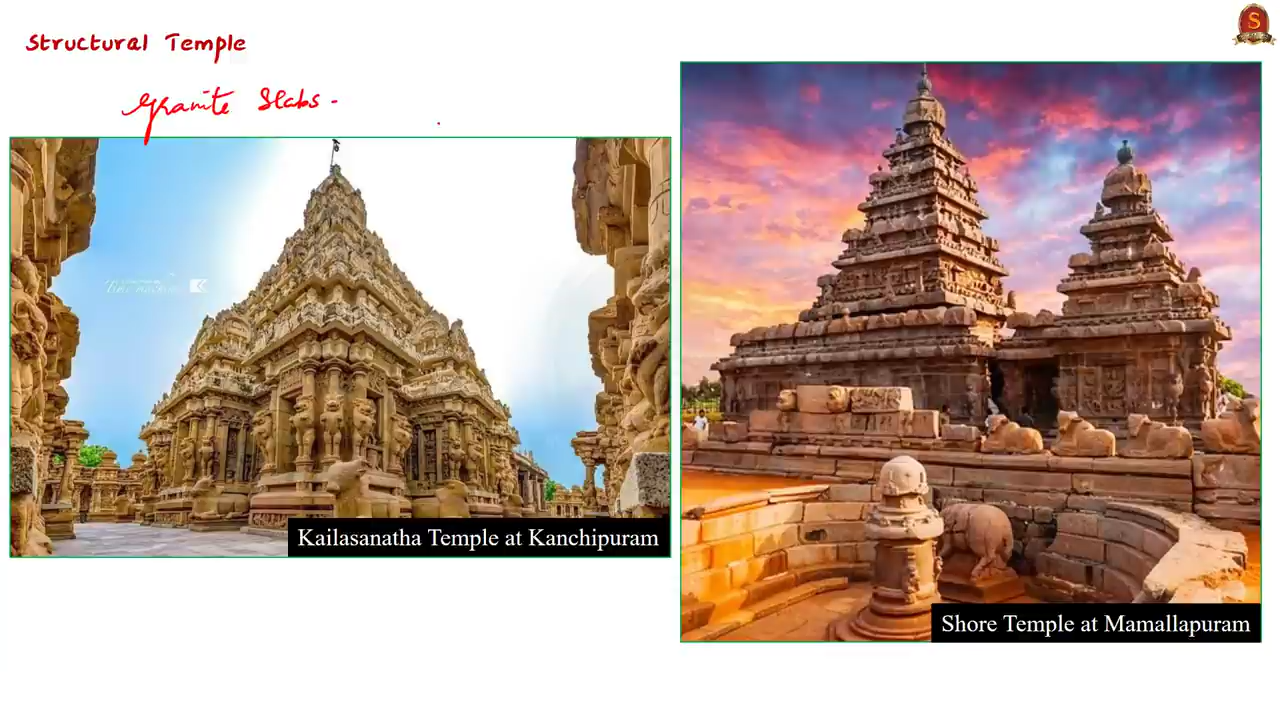 Structural Temple
Granite Slabs -
Kailasanatha Temple at Kanchipuram
Shore Temple at Mamallapuram
S